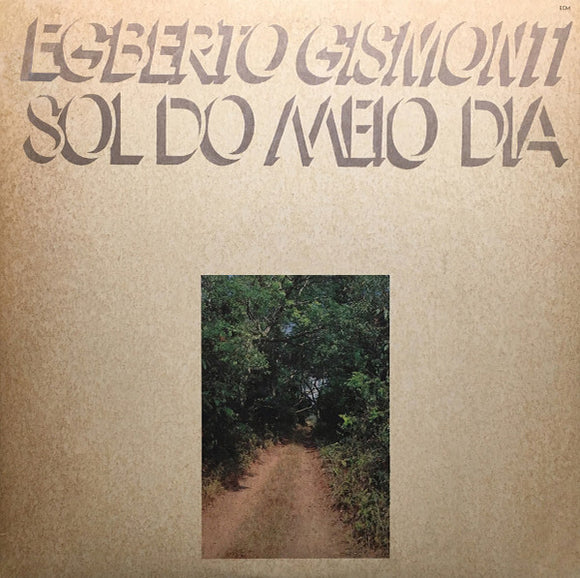 ECM
EGBERTO GISMONTI
SOL DO MEIO DIA